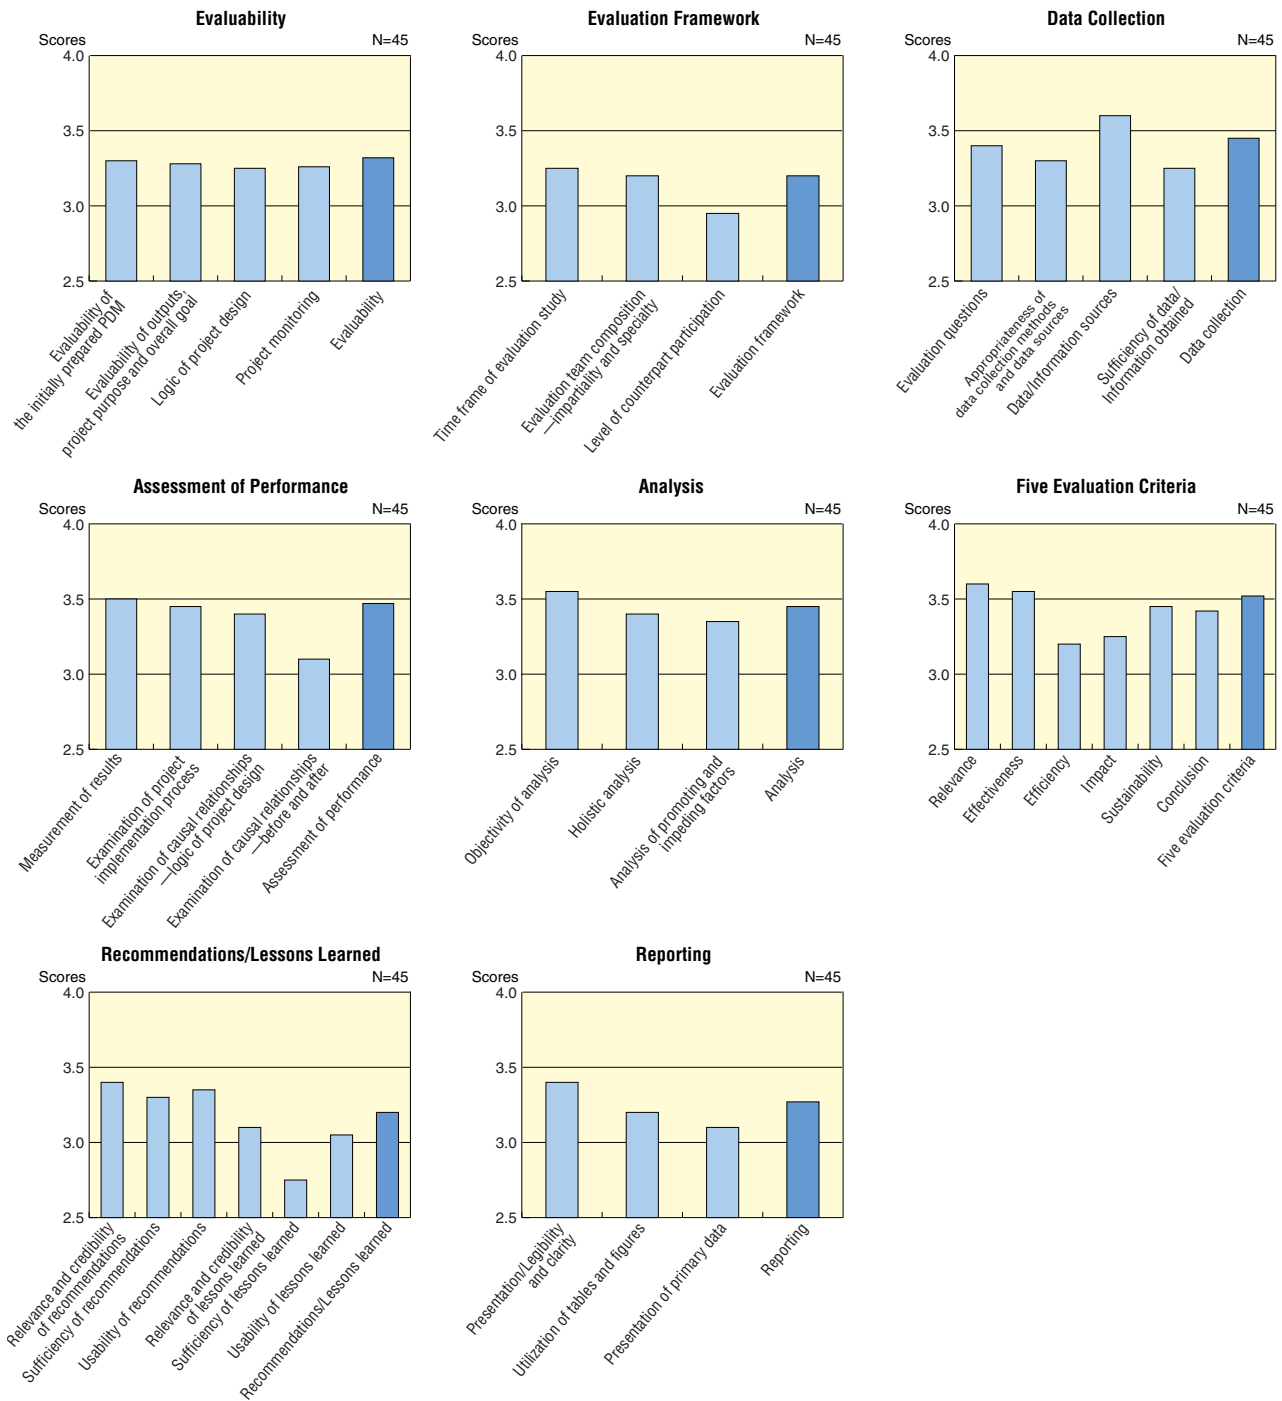 Evaluability
Scores
N=45
4.0
3.5
3.0
2.5
Evaluability of
the initially prepared PDM
Evaluability of outputs,
project purpose and overall goal
Logic of project design
Project monitoring
Evaluability
Evaluation Framework
Scores
N=45
4.0
3.5
3.0
2.5
Time frame of evaluation study
Evaluation team composition
—impartiality and specialty
Level of counterpart participation
Evaluation framework
Data Collection
Scores
N=45
4.0
3.5
3.0
2.5
Evaluation questions
Appropriateness of
data collection methods
and data sources
Data/Information sources
Sufficiency of data/
Information obtained
Data collection
Assessment of Performance
Scores
N=45
4.0
3.5
3.0
2.5
Measurement of results
Examination of project
implementation process
Examination of causal relationships
—logic of project design
Examination of causal relationships
—before and after
Assessment of performance
Analysis
Scores
N=45
4.0
3.5
3.0
2.5
Objectivity of analysis
Holistic analysis
Analysis of promoting and
impeding factors
Analysis
Five Evaluation Criteria
Scores
N=45
4.0
3.5
3.0
2.5
Relevance
Effectiveness
Efficiency
Impact
Sustainability
Conclusion
Five evaluation criteria
Recommendations/Lessons Learned
Scores
N=45
4.0
3.5
3.0
2.5
Relevance and credibility
of recommendations
Sufficiency of recommendations
Usability of recommendations
Relevance and credibility
of lessons learned
Sufficiency of lessons learned
Usability of lessons learned
Recommendations/Lessons learned
Reporting
Scores
N=45
4.0
3.5
3.0
2.5
Presentation/Legibility
and clarity
Utilization of tables and figures
Presentation of primary data
Reporting